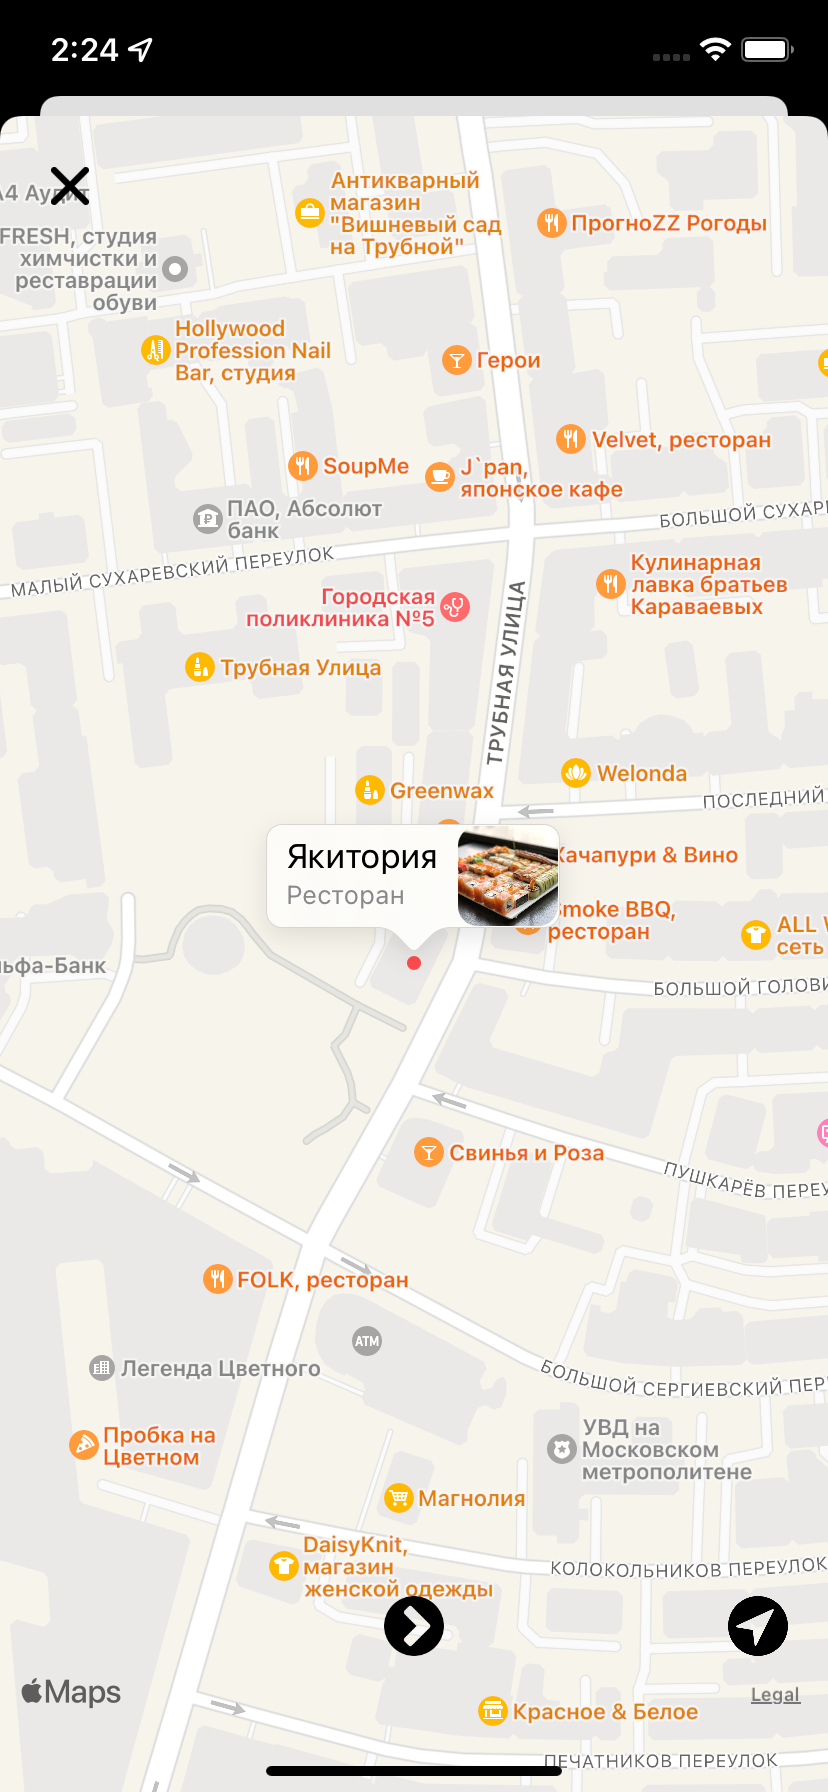 2:24
Антикварный
магазин
"Вишневый сад
на Трубной"
А4 Аудит
FRESH, студия
химчистки и
реставрации
обуви
ПрогноZZ Рогоды
Hollywood
Profession Nail
Bar, студия
Герои
Velvet, ресторан
SoupMe
J`pan,
японское кафе
ПАО, Абсолют
банк
БОЛЬШОЙ СУХАРЕ
МАЛЫЙ СУХАРЕВСКИЙ ПЕРЕУЛОК
Кулинарная
лавка братьев
Караваевых
Городская
поликлиника №5
ТРУБНАЯ УЛИЦА
Трубная Улица
Welonda
Greenwax
ПОСЛЕДНИЙ
Якитория
Ресторан
Хачапури & Вино
Smoke BBQ,
ресторан
ALL
сеть
ьфа-Банк
БОЛЬШОЙ ГОЛОВИ
Свинья и Роза
ПУШКАРЁВ ПЕРЕУ
FOLK, ресторан
ATM
Легенда Цветного
БОЛЬШОЙ СЕРГИЕВСКИЙ ПЕР
Пробка на
Цветном
УВД на
Московском
метрополитене
Магнолия
DaisyKnit,
магазин
женской одежды
КОЛОКОЛЬНИКОВ ПЕРЕУЛОК
Maps
Legal
Красное & Белое
ПЕЧАТНИКОВ ПЕРЕУЛОК